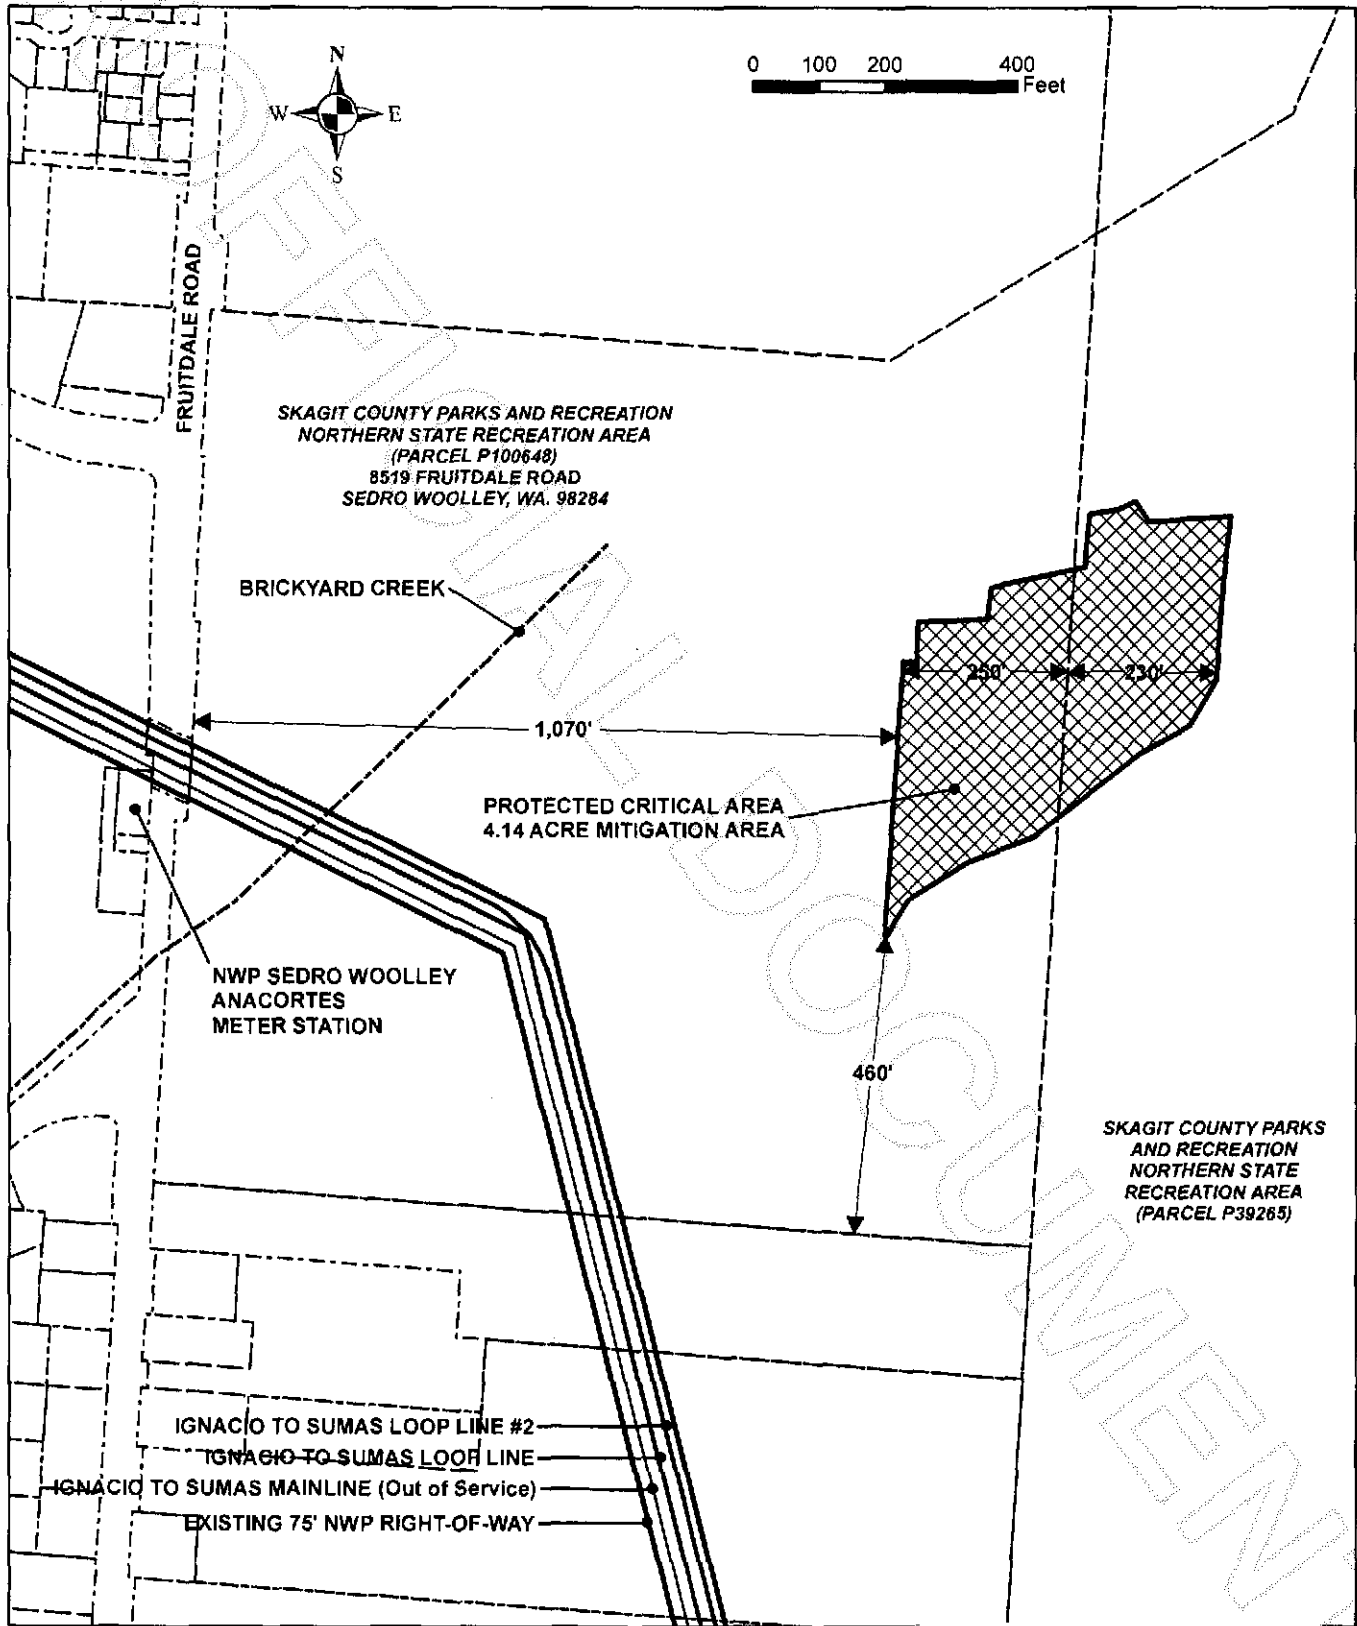 N
W E
S
0 100 200 400
Feet
FRUITDALE ROAD
SKAGIT COUNTY PARKS AND RECREATION
NORTHERN STATE RECREATION AREA
(PARCEL P100648)
8519 FRUITDALE ROAD
SEDRO WOOLLEY, WA. 98284
BRICKYARD CREEK
250'
230'
1,070'
PROTECTED CRITICAL AREA
4.14 ACRE MITIGATION AREA
NWP SEDRO WOOLLEY
ANACORTES
METER STATION
460'
SKAGIT COUNTY PARKS
AND RECREATION
NORTHERN STATE
RECREATION AREA
(PARCEL P39265)
IGNACIO TO SUMAS LOOP LINE #2
IGNACIO TO SUMAS LOOP LINE
IGNACIO TO SUMAS MAINLINE (Out of Service)
EXISTING 75' NWP RIGHT-OF-WAY
UNOFFICIAL DOCUMENT